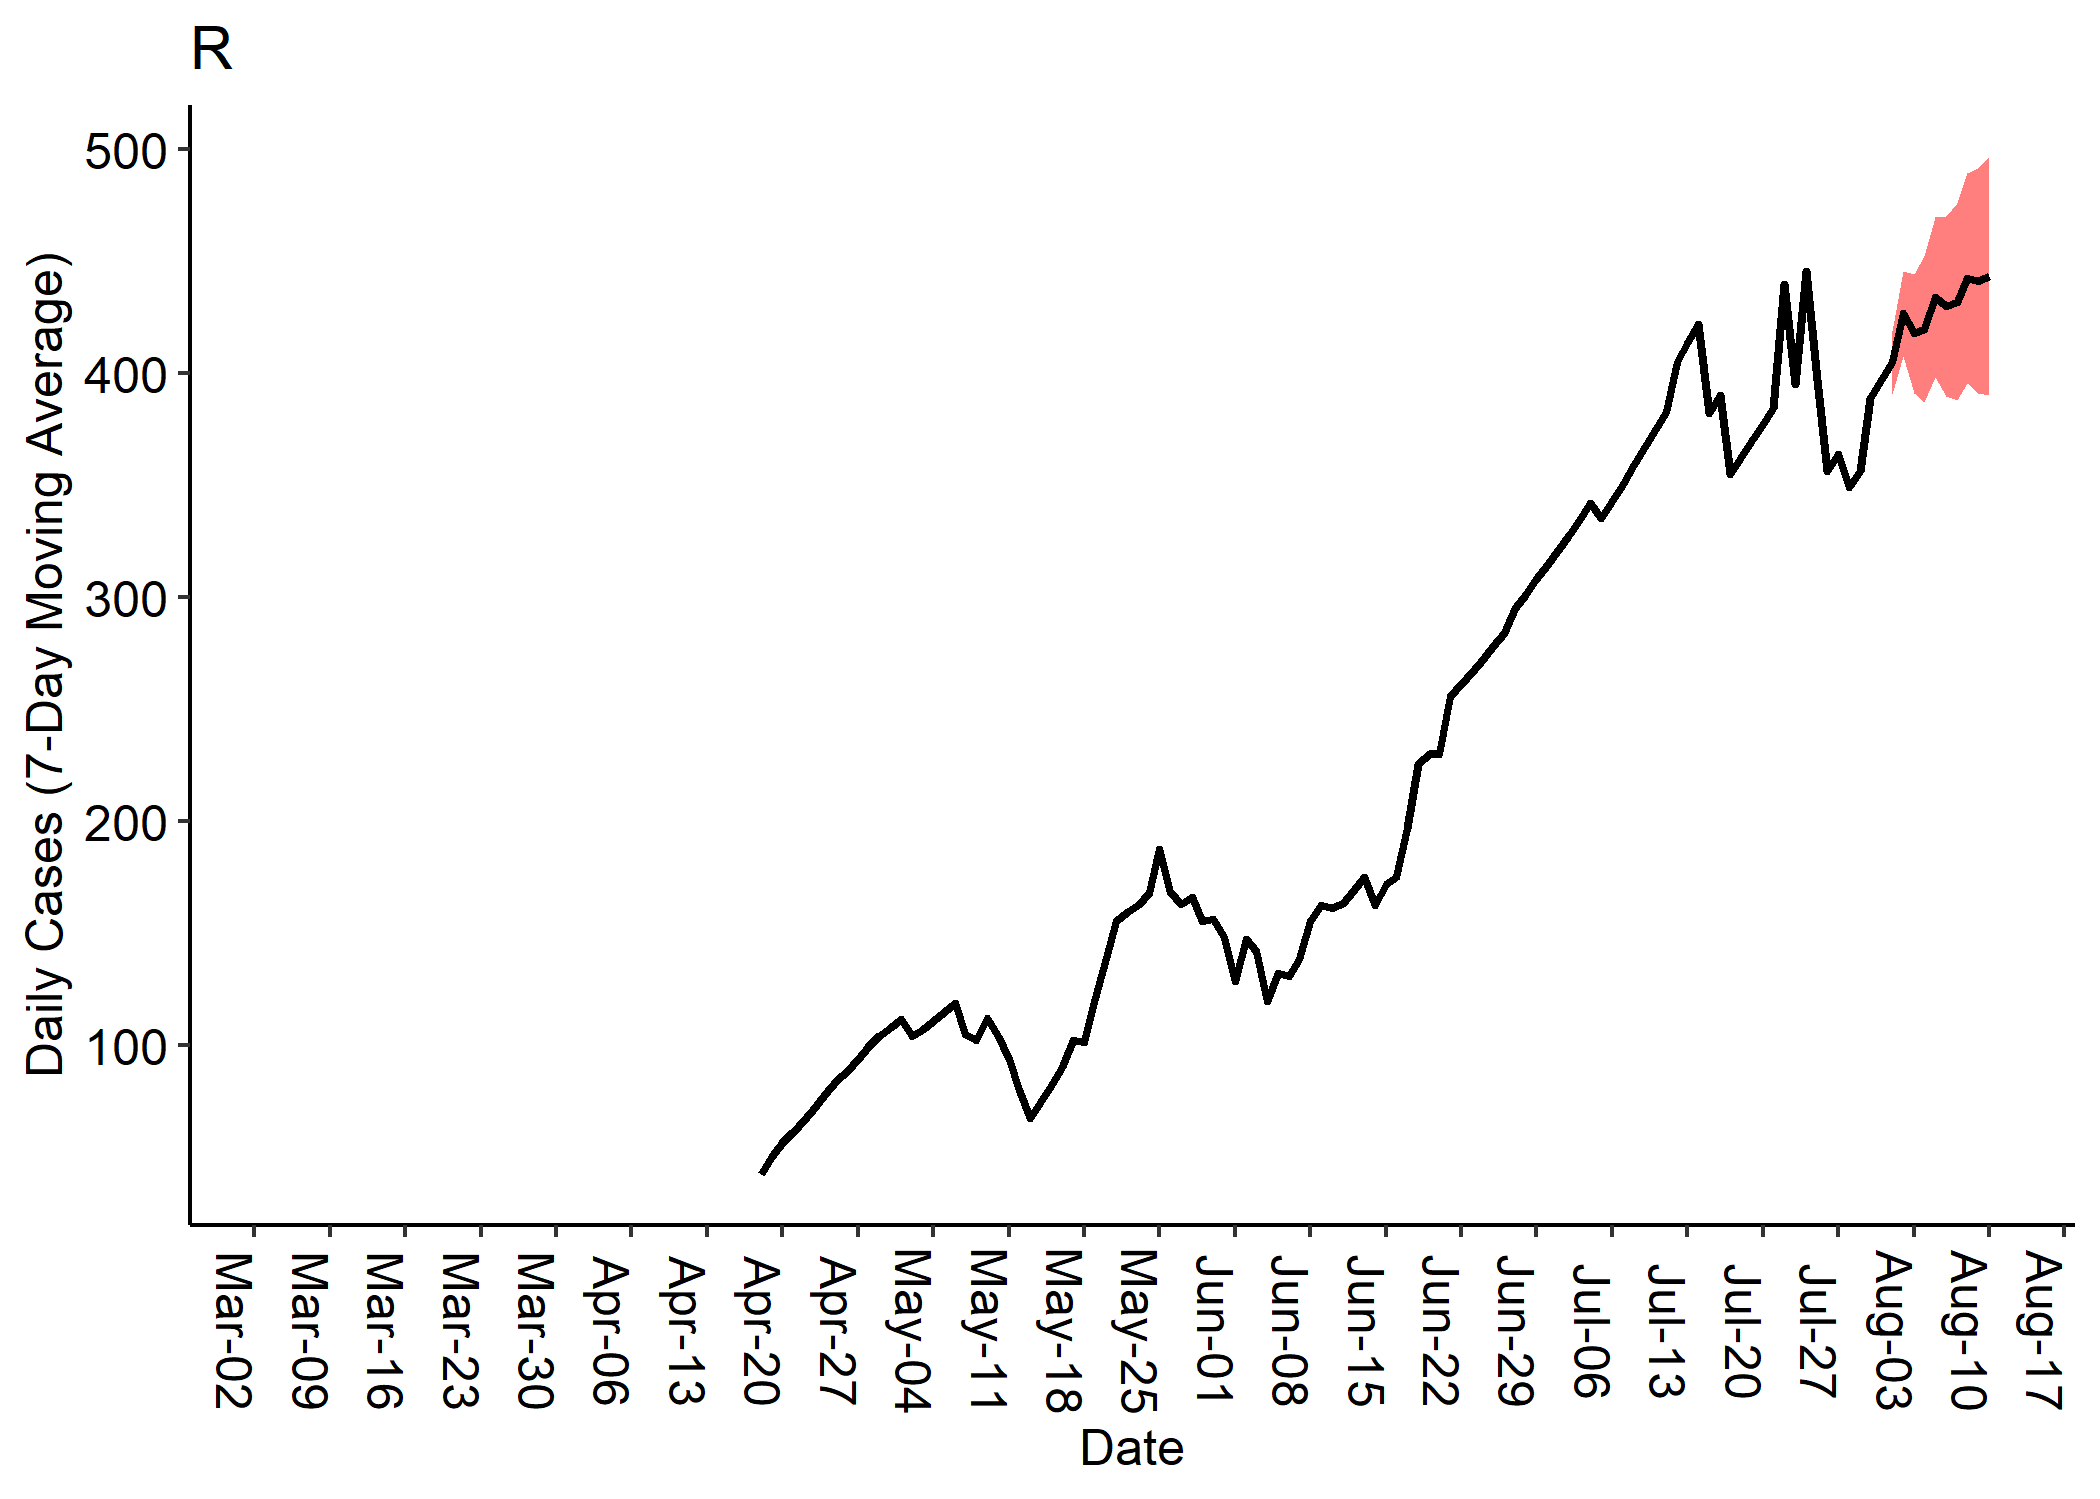 R
Daily Cases (7-Day Moving Average)
500
400
300
200
100
Mar-02
Mar-09
Mar-16
Mar-23
Mar-30
Apr-06
Apr-13
Apr-20
Apr-27
May-04
May-11
May-18
May-25
Jun-01
Jun-08
Jun-15
Jun-22
Jun-29
Jul-06
Jul-13
Jul-20
Jul-27
Aug-03
Aug-10
Aug-17
Date